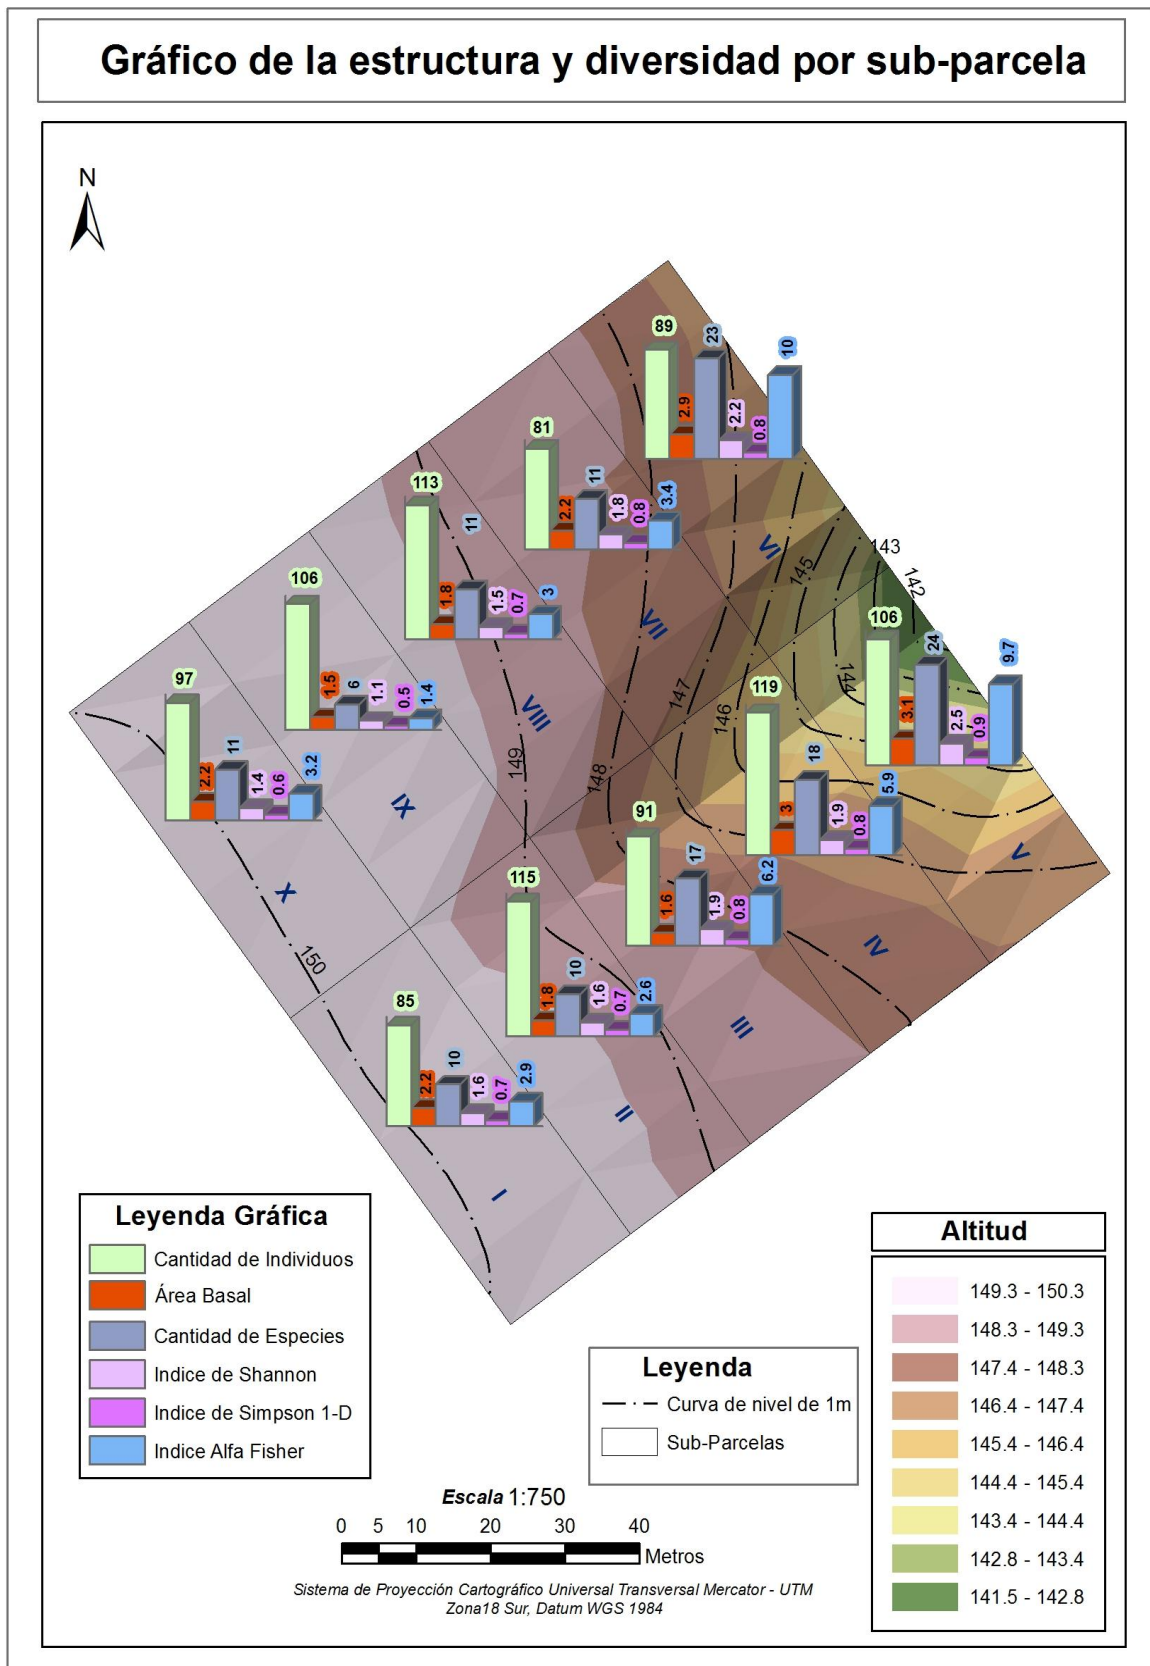 Gráfico de la estructura y diversidad por sub-parcela
N
89
2.9
23
2.2
0.8
10
81
2.2
11
1.8
0.8
3.4
113
1.8
11
1.5
0.7
3
106
1.5
6
1.1
0.5
1.4
97
2.2
11
1.4
0.6
3.2
106
3.1
24
2.5
0.9
9.7
119
3
18
1.9
0.8
5.9
91
1.6
17
1.9
0.8
6.2
115
1.8
10
1.6
0.7
2.6
85
2.2
10
1.6
0.7
2.9
VI
VII
VIII
IX
X
V
IV
III
II
I
143
142
145
144
147
146
149
148
150
Leyenda Gráfica
Cantidad de Individuos
Área Basal
Cantidad de Especies
Indice de Shannon
Indice de Simpson 1-D
Indice Alfa Fisher
Leyenda
Curva de nivel de 1m
Sub-Parcelas
Altitud
149.3 - 150.3
148.3 - 149.3
147.4 - 148.3
146.4 - 147.4
145.4 - 146.4
144.4 - 145.4
143.4 - 144.4
142.8 - 143.4
141.5 - 142.8
Escala 1:750
0 5 10 20 30 40
Metros
Sistema de Proyección Cartográfico Universal Transversal Mercator - UTM
Zona18 Sur, Datum WGS 1984